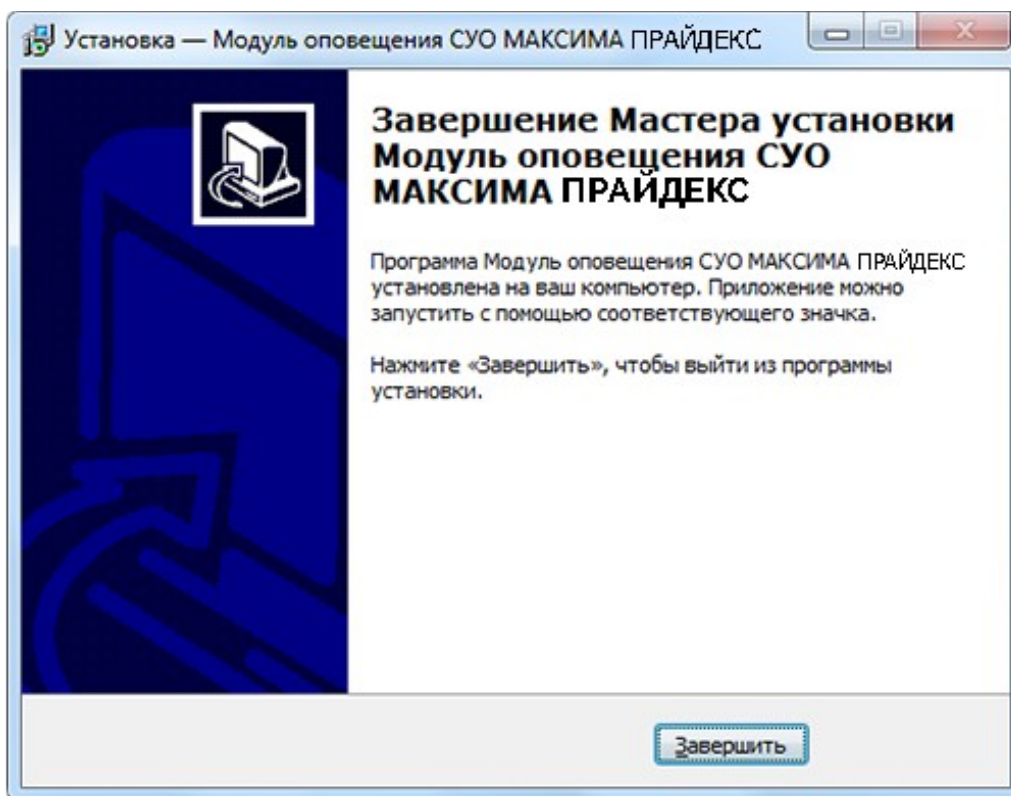 Установка — Модуль оповещения СУО МАКСИМА ПРАЙДЕКС
Завершение Мастера установки
Модуль оповещения СУО
МАКСИМА ПРАЙДЕКС
Программа Модуль оповещения СУО МАКСИМА ПРАЙДЕКС
установлена на ваш компьютер. Приложение можно
запустить с помощью соответствующего значка.
Нажмите «Завершить», чтобы выйти из программы
установки.
Завершить